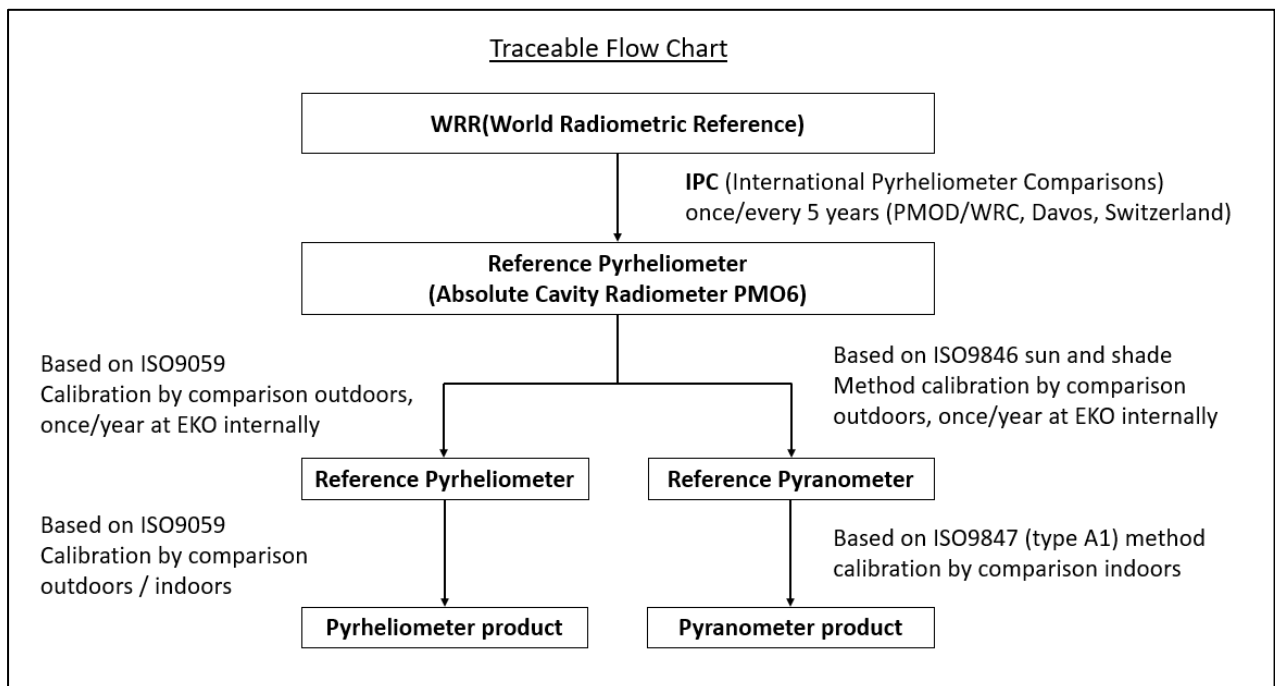 Traceable Flow Chart
WRR(World Radiometric Reference)
IPC (International Pyrheliometer Comparisons)
once/every 5 years (PMOD/WRC, Davos, Switzerland)
Reference Pyrheliometer
(Absolute Cavity Radiometer PMO6)
Based on ISO9059
Calibration by comparison outdoors,
once/year at EKO internally
Based on ISO9846 sun and shade
Method calibration by comparison
outdoors, once/year at EKO internally
Reference Pyrheliometer
Reference Pyranometer
Based on ISO9059
Calibration by comparison
outdoors / indoors
Based on ISO9847 (type A1) method
calibration by comparison indoors
Pyrheliometer product
Pyranometer product